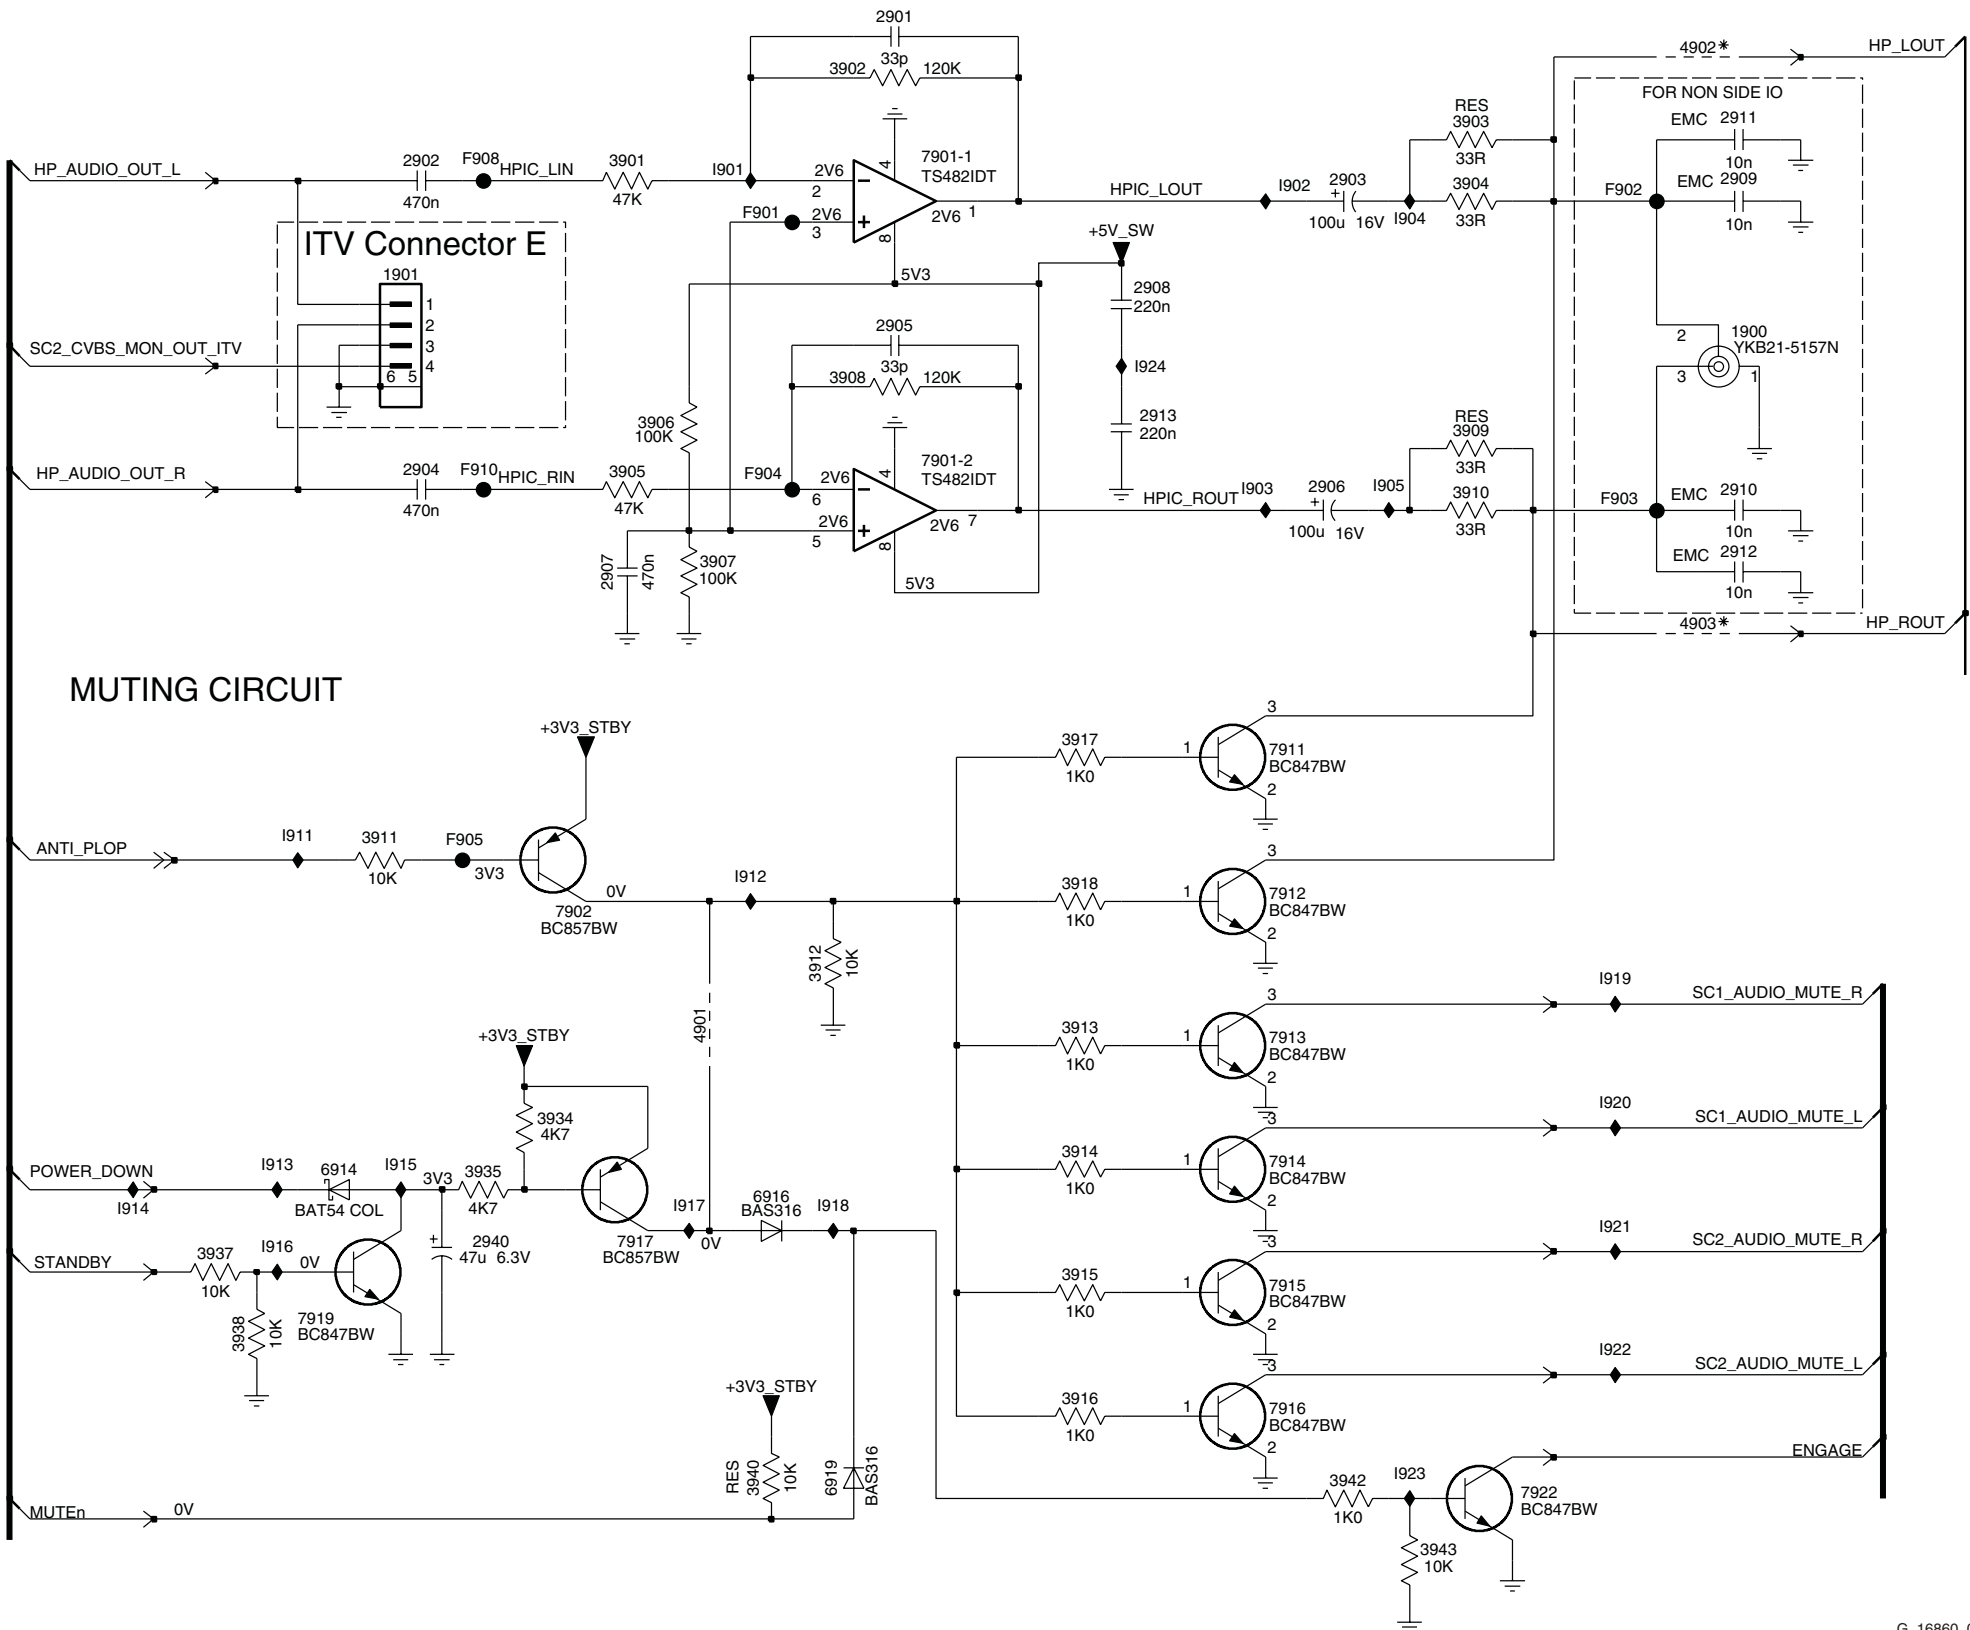 2901
33p
3902
120K
4902*
HP_LOUT
FOR NON SIDE IO
EMC 2911
10n
EMC 2909
10n
RES
3903
33R
3904
33R
HP_AUDIO_OUT_L
2902
470n
F908
HPIC_LIN
3901
47K
I901
2V6
2
F901
2V6
3
4
8
7901-1
TS482IDT
2V6 1
HPIC_LOUT
I902
2903
+
100u 16V
I904
F902
ITV Connector E
1901
1
2
3
4
6 5
SC2_CVBS_MON_OUT_ITV
5V3
+5V_SW
2908
220n
I924
2913
220n
2905
33p
3908
120K
1900
YKB21-5157N
2
3
1
3906
100K
HP_AUDIO_OUT_R
2904
470n
F910
HPIC_RIN
3905
47K
F904
2V6
6
2V6
5
4
8
7901-2
TS482IDT
2V6 7
HPIC_ROUT
I903
2906
+
100u 16V
I905
RES
3909
33R
3910
33R
F903
EMC 2910
10n
EMC 2912
10n
2907
470n
3907
100K
5V3
4903*
HP_ROUT
MUTING CIRCUIT
+3V3_STBY
ANTI_PLOP
I911
3911
10K
F905
3V3
7902
BC857BW
0V
I912
3912
10K
4901
3917
1K0
1
3
2
7911
BC847BW
3918
1K0
1
3
2
7912
BC847BW
3913
1K0
1
3
2
7913
BC847BW
I919
SC1_AUDIO_MUTE_R
3914
1K0
1
3
2
7914
BC847BW
I920
SC1_AUDIO_MUTE_L
3915
1K0
1
3
2
7915
BC847BW
I921
SC2_AUDIO_MUTE_R
3916
1K0
1
3
2
7916
BC847BW
I922
SC2_AUDIO_MUTE_L
+3V3_STBY
3934
4K7
POWER_DOWN
I914
I913
6914
BAT54 COL
I915
3V3
3935
4K7
7917
BC857BW
I917
0V
6916
BAS316
I918
STANDBY
3937
10K
I916
0V
3938
10K
7919
BC847BW
+
2940
47u 6.3V
+3V3_STBY
RES
3940
10K
6919
BAS316
MUTEn
0V
3942
1K0
I923
3943
10K
7922
BC847BW
ENGAGE